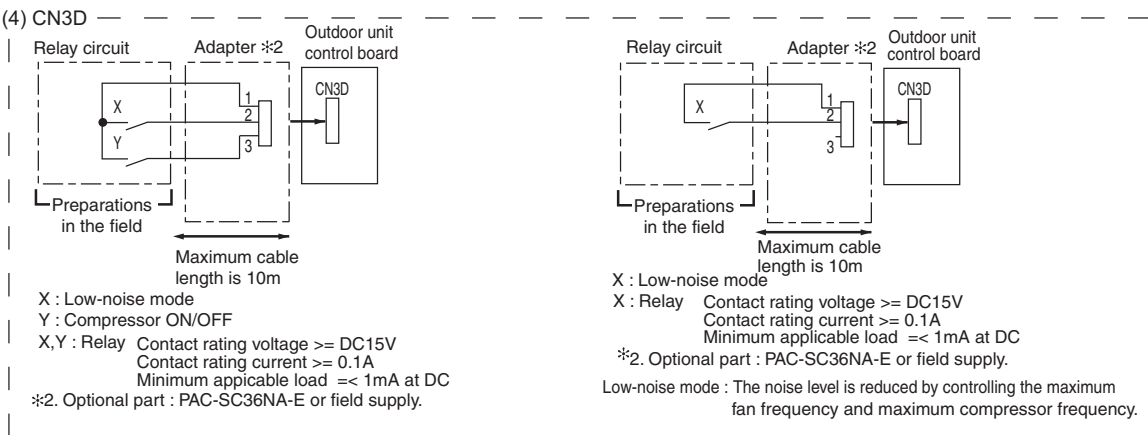 (4) CN3D
Relay circuit
Adapter ✻2
Outdoor unit
control board
CN3D
X
Y
1
2
3
Preparations
in the field
Maximum cable
length is 10m
X : Low-noise mode
Y : Compressor ON/OFF
X,Y : Relay Contact rating voltage >= DC15V
Contact rating current >= 0.1A
Minimum appicable load =< 1mA at DC
✻2. Optional part : PAC-SC36NA-E or field supply.
Relay circuit
Adapter ✻2
Outdoor unit
control board
CN3D
X
1
2
3
Preparations
in the field
Maximum cable
length is 10m
X : Low-noise mode
X : Relay Contact rating voltage >= DC15V
Contact rating current >= 0.1A
Minimum applicable load =< 1mA at DC
✻2. Optional part : PAC-SC36NA-E or field supply.
Low-noise mode : The noise level is reduced by controlling the maximum
fan frequency and maximum compressor frequency.